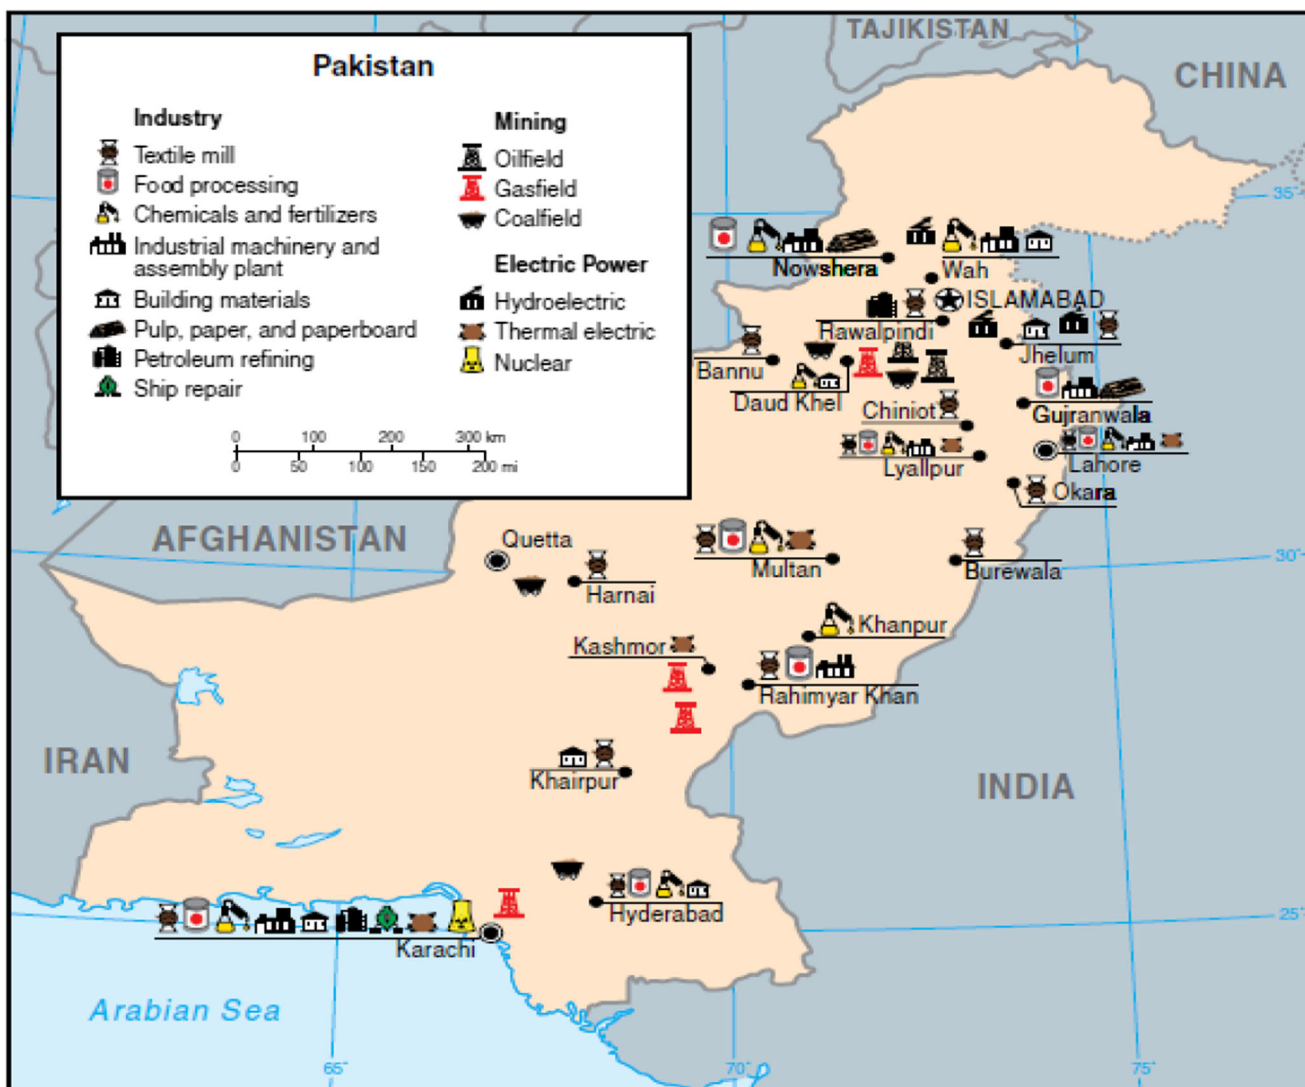 TAJIKISTAN
CHINA
Pakistan
Industry
Textile mill
Food processing
Chemicals and fertilizers
Industrial machinery and
assembly plant
Building materials
Pulp, paper, and paperboard
Petroleum refining
Ship repair
Mining
Oilfield
Gasfield
Coalfield
Electric Power
Hydroelectric
Thermal electric
Nuclear
0 100 200 300 km
0 50 100 150 200 mi
35°
Nowshera
Wah
ISLAMABAD
Rawalpindi
Jhelum
Bannu
Daud Khel
Chiniot
Gujranwala
Lyallpur
Lahore
Okara
AFGHANISTAN
Quetta
Harnai
Multan
Burewala
30°
Khanpur
Kashmor
Rahimyar Khan
IRAN
Khairpur
INDIA
Hyderabad
25°
Karachi
Arabian Sea
65°
70°
75°